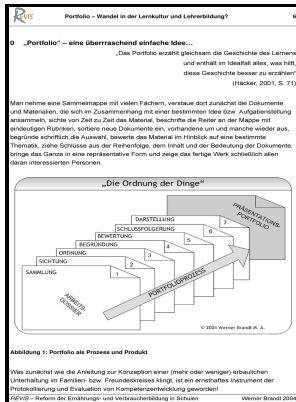 REVIS Portfolio – Wandel in der Lernkultur und Lehrerbildung? 6
0 „Portfolio" – eine überrraschend einfache Idee...
„Das Portfolio erzählt gleichsam die Geschichte des Lernens
und enthält im Idealfall alles, was hilft,
diese Geschichte besser zu erzählen"
(Häcker, 2001, S. 71)
Man nehme eine Sammelmappe mit vielen Fächern, verstaue dort zunächst die Dokumente
und Materialien, die sich im Zusammenhang mit einer bestimmten Idee bzw. Aufgabenstellung
ansammeln, sichte von Zeit zu Zeit das Material, beschrifte die Reiter an der Mappe mit
eindeutigen Rubriken, sortiere neue Dokumente ein, vorhandene um und manche wieder aus,
begründe schriftlich die Auswahl, bewerte das Material im Hinblick auf eine bestimmte
Thematik, ziehe Schlüsse aus der Reihenfolge, dem Inhalt und der Bedeutung der Dokumente,
bringe das Ganze in eine repräsentative Form und zeige das fertige Werk schließlich allen
daran interessierten Personen.
„Die Ordnung der Dinge"
PRÄSENTATIONS-
PORTFOLIO
DARSTELLUNG 7
SCHLUSSFOLGERUNG 6
BEWERTUNG 5
BEGRÜNDUNG 4
ORDNUNG 3
SICHTUNG 2
SAMMLUNG 1
PORTFOLIOPROZESS
ARBEITS-
DOSSIER
© 2004 Werner Brandl M. A.
Abbildung 1: Portfolio als Prozess und Produkt
Was zunächst wie die Anleitung zur Konzeption einer (mehr oder weniger) erbaulichen
Unterhaltung im Familien- bzw. Freundeskreises klingt, ist ein ernsthaftes Instrument der
Protokollierung und Evaluation von Kompetenzentwicklung geworden!
REVIS – Reform der Ernährungs- und Verbraucherbildung in Schulen Werner Brandl 2004